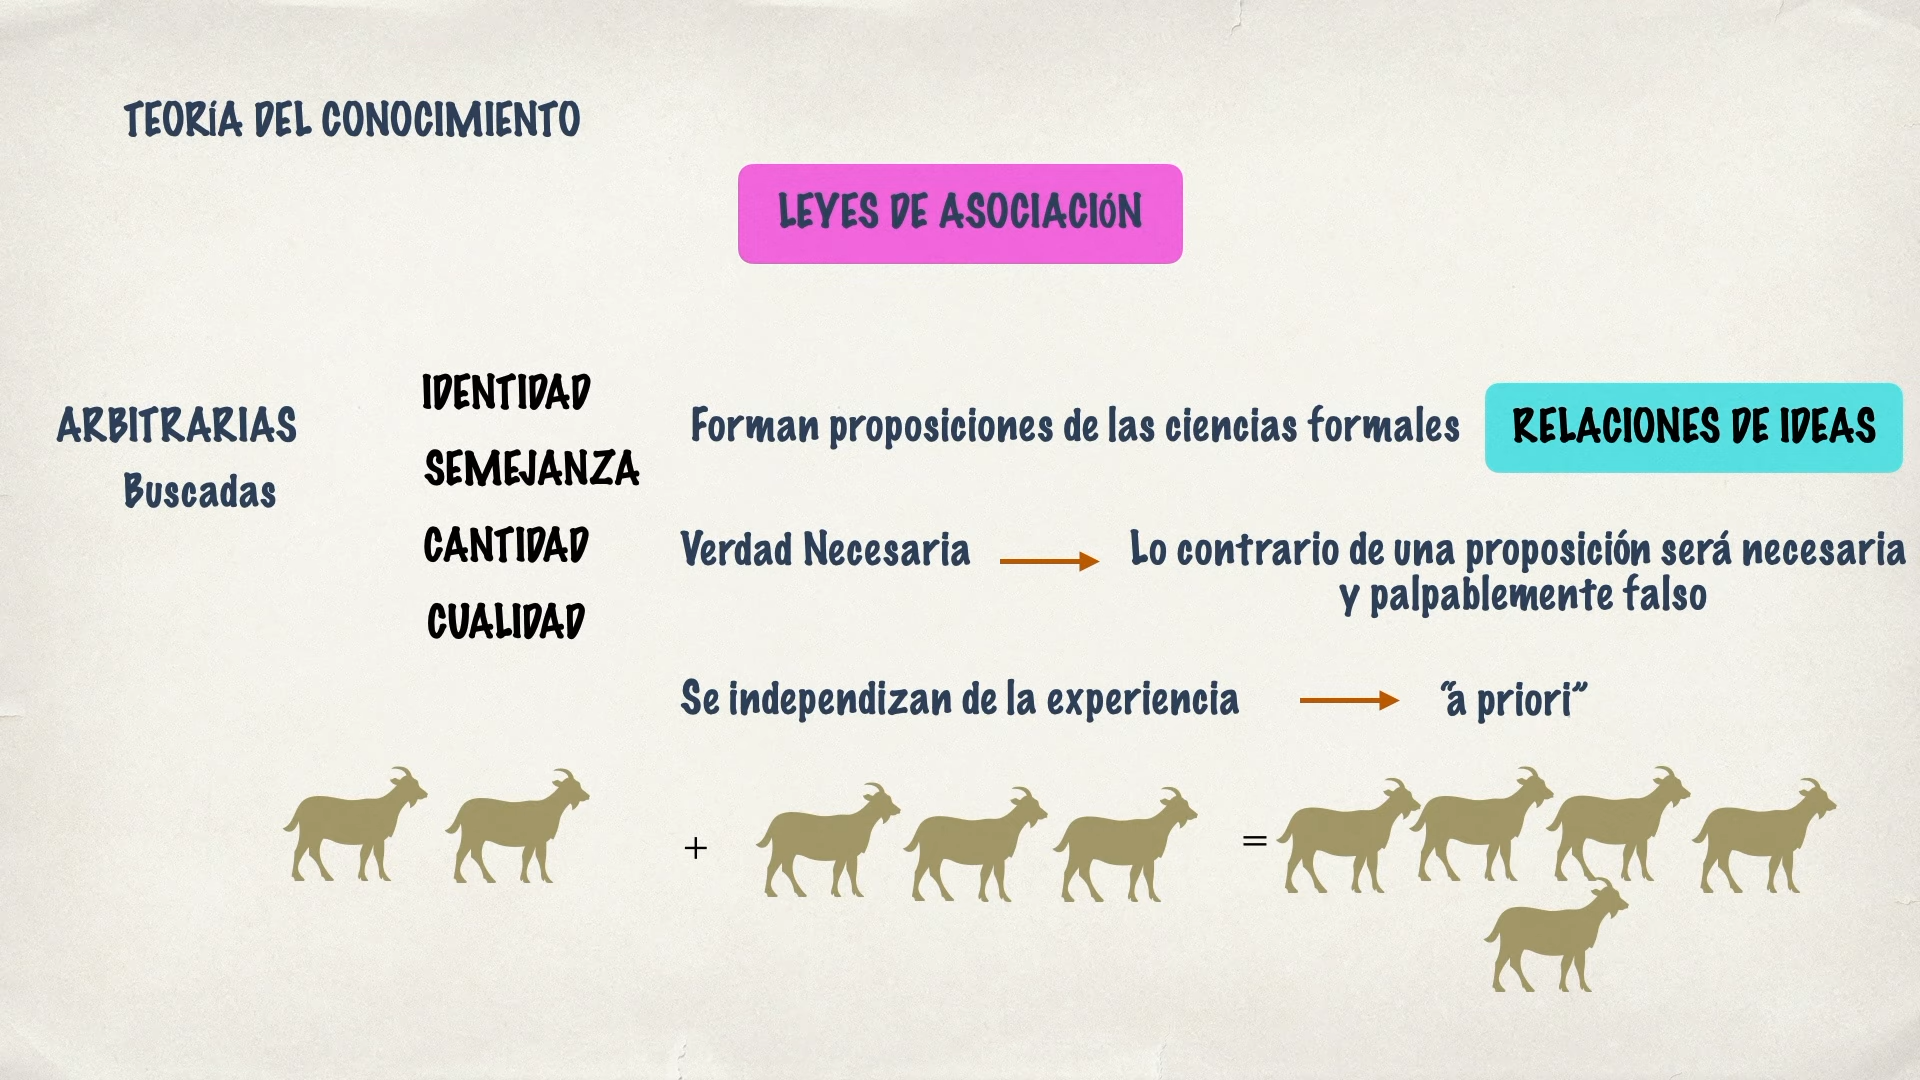 TEORÍA DEL CONOCIMIENTO
LEYES DE ASOCIACIÓN
ARBITRARIAS
Buscadas
IDENTIDAD
SEMEJANZA
CANTIDAD
CUALIDAD
Forman proposiciones de las ciencias formales
RELACIONES DE IDEAS
Verdad Necesaria
Lo contrario de una proposición será necesaria
y palpablemente falso
Se independizan de la experiencia
“a priori”
+
=